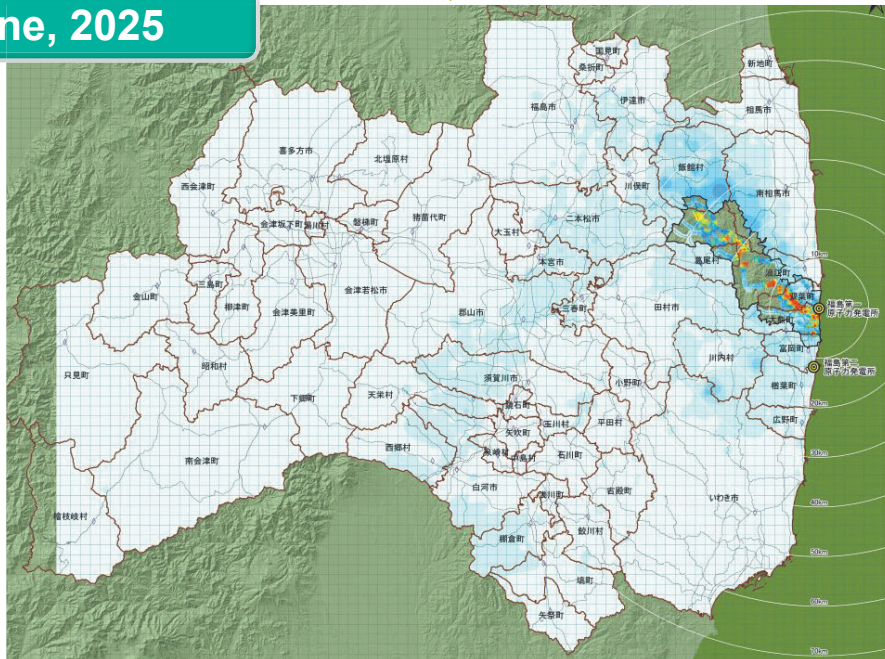 ne, 2025
国見町
桑折町
新地町
福島市
伊達市
相馬市
喜多方市
北塩原村
飯舘村
西会津町
川俣町
南相馬市
猪苗代町
二本松市
会津坂下町
湯川村
磐梯町
大玉村
10km
本宮市
葛尾村
浪江町
三島町
金山町
会津若松市
双葉町
柳津町
会津美里町
郡山市
三春町
田村市
大熊町
福島第一
原子力発電所
富岡町
川内村
昭和村
只見町
福島第二
原子力発電所
須賀川市
小野町
楢葉町
下郷町
天栄村
鏡石町
20km
玉川村
平田村
広野町
矢吹町
西郷村
泉崎村
中島村
石川町
南会津町
30km
白河市
古殿町
浅川町
いわき市
40km
檜枝岐村
鮫川村
棚倉町
50km
塙町
60km
矢祭町
70km